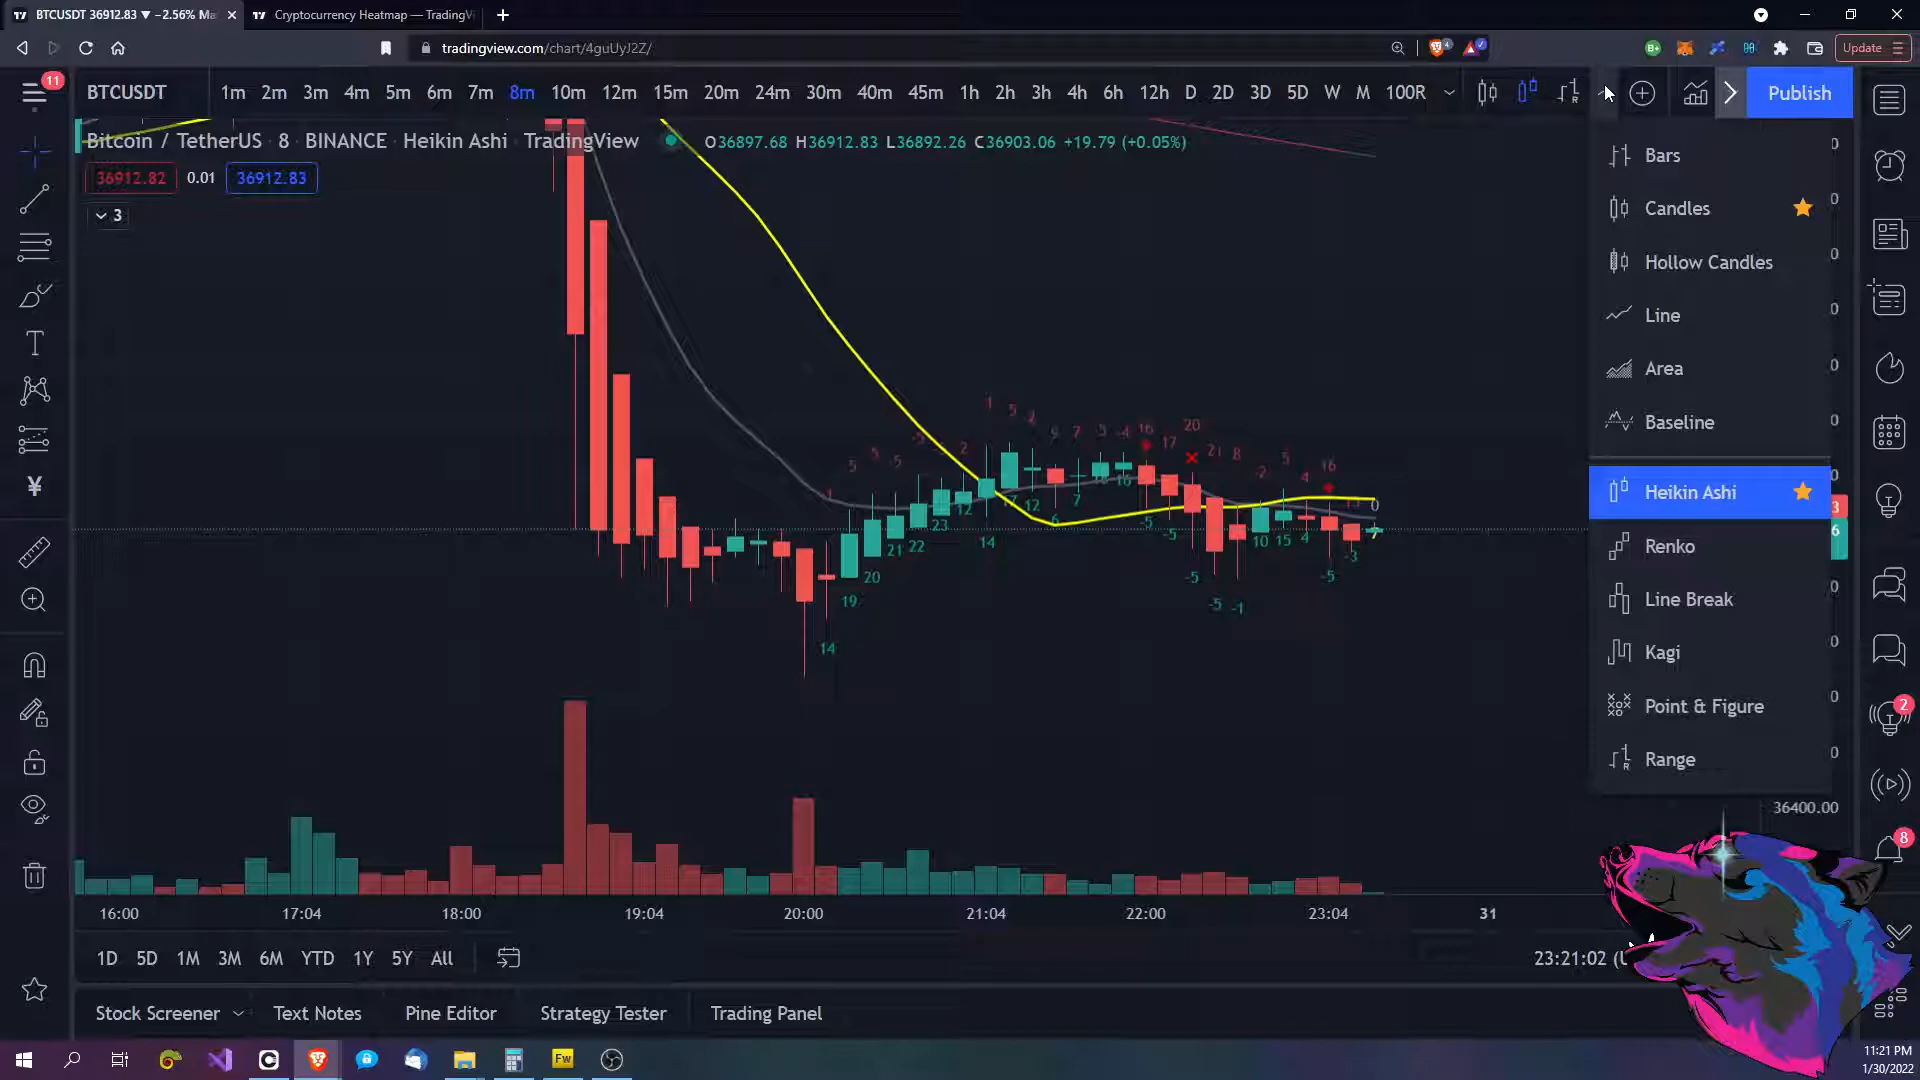 BTCUSDT 36912.83 ▼ −2.56% Ma
Cryptocurrency Heatmap — TradingVi
tradingview.com/chart/4guUyJ2Z/
Update
11
BTCUSDT
1m 2m 3m 4m 5m 6m 7m 8m 10m 12m 15m 20m 24m 30m 40m 45m 1h 2h 3h 4h 6h 12h D 2D 3D 5D W M 100R
Publish
Bitcoin / TetherUS · 8 · BINANCE · Heikin Ashi · TradingView
O36897.68 H36912.83 L36892.26 C36903.06 +19.79 (+0.05%)
36912.82 0.01 36912.83
3
Bars
Candles
Hollow Candles
Line
Area
Baseline
Heikin Ashi
Renko
Line Break
Kagi
Point & Figure
Range
36400.00
2
8
16:00 17:04 18:00 19:04 20:00 21:04 22:00 23:04 31
1D 5D 1M 3M 6M YTD 1Y 5Y All
23:21:02 (U
Stock Screener Text Notes Pine Editor Strategy Tester Trading Panel
Fw
11:21 PM
1/30/2022